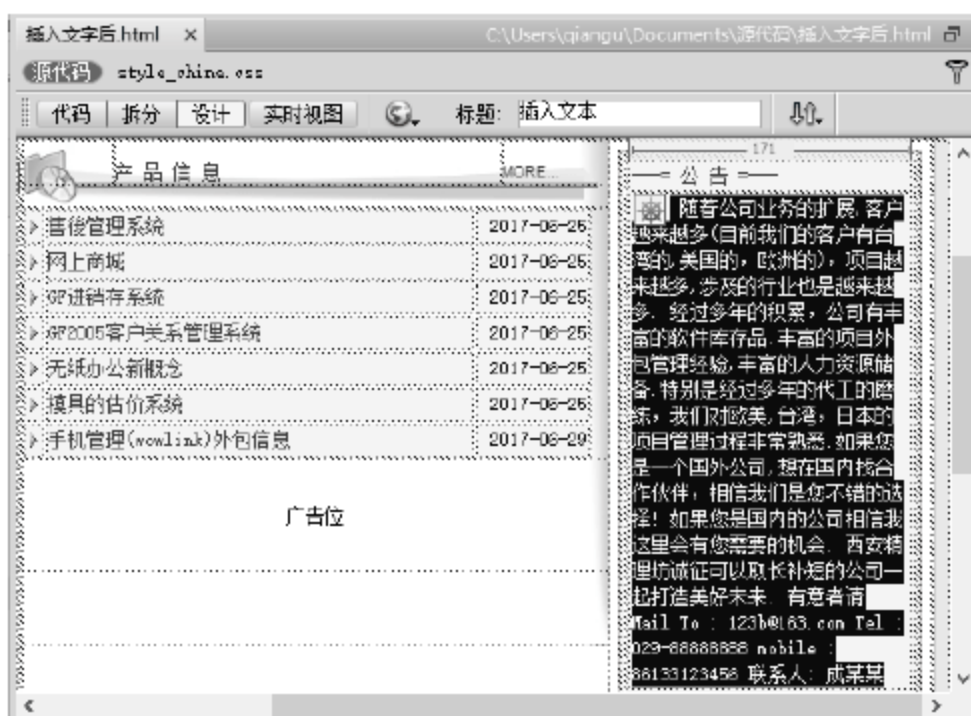 插入文字后.html ×
C:\Users\qiangu\Documents\源代码\插入文字后.html
源代码 style_china.css
代码 拆分 设计 实时视图 标题: 插入文本
产品信息 MORE...
售後管理系统 2017-06-25
网上商城 2017-06-25
GF进销存系统 2017-06-25
GF2005客户关系管理系统 2017-06-25
无纸办公新概念 2017-06-25
模具的估价系统 2017-06-25
手机管理(wowlink)外包信息 2017-06-29
广告位
171
公告
随着公司业务的扩展,客户
越来越多(目前我们的客户有台
湾的,美国的,欧洲的),项目越
来越多,涉及的行业也是越来越
多. 经过多年的积累,公司有丰
富的软件库存品.丰富的项目外
包管理经验,丰富的人力资源储
备.特别是经过多年的代工的磨
练,我们对欧美,台湾,日本的
项目管理过程非常熟悉.如果您
是一个国外公司,想在国内找合
作伙伴,相信我们是您不错的选
择!如果您是国内的公司相信我
这里会有您需要的机会. 西安精
理坊诚征可以取长补短的公司一
起打造美好未来. 有意者请
Mail To : 123b@163.com Tel :
029-88888888 mobile :
86133123456 联系人: 成某某